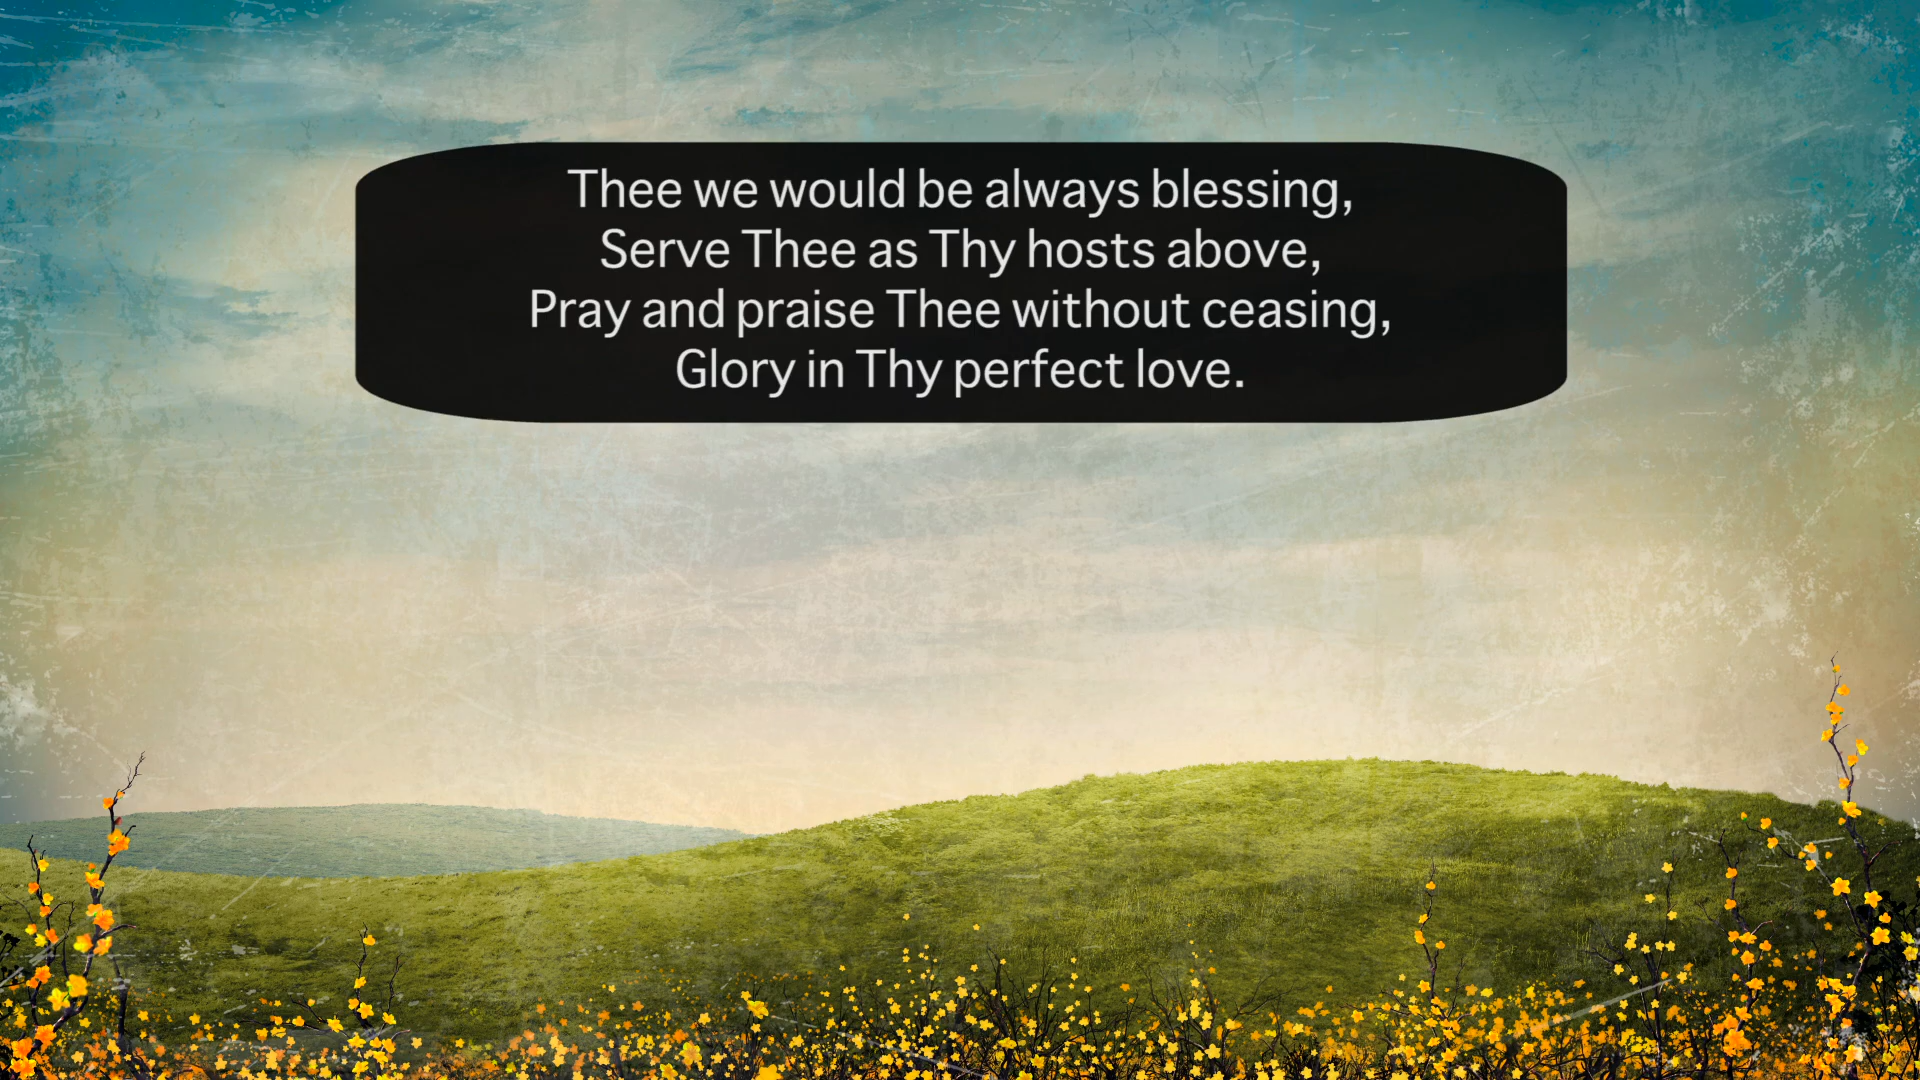 Thee we would be always blessing,
Serve Thee as Thy hosts above,
Pray and praise Thee without ceasing,
Glory in Thy perfect love.